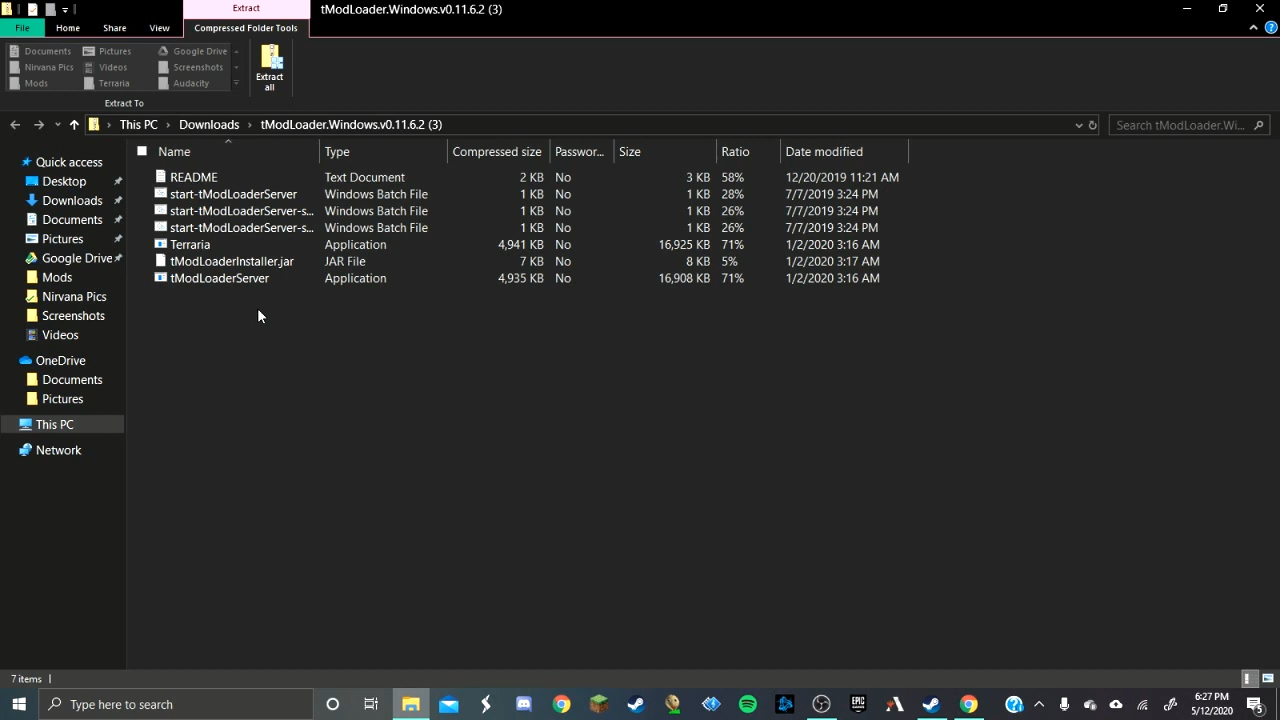 Extract
tModLoader.Windows.v0.11.6.2 (3)
File
Home
Share
View
Compressed Folder Tools
Documents
Pictures
Google Drive
Nirvana Pics
Videos
Screenshots
Mods
Terraria
Audacity
Extract To
Extract
all
This PC
Downloads
tModLoader.Windows.v0.11.6.2 (3)
Search tModLoader.Wi...
Name Type Compressed size Passwor... Size Ratio Date modified
README Text Document 2 KB No 3 KB 58% 12/20/2019 11:21 AM
start-tModLoaderServer Windows Batch File 1 KB No 1 KB 28% 7/7/2019 3:24 PM
start-tModLoaderServer-s... Windows Batch File 1 KB No 1 KB 26% 7/7/2019 3:24 PM
start-tModLoaderServer-s... Windows Batch File 1 KB No 1 KB 26% 7/7/2019 3:24 PM
Terraria Application 4,941 KB No 16,925 KB 71% 1/2/2020 3:16 AM
tModLoaderInstaller.jar JAR File 7 KB No 8 KB 5% 1/2/2020 3:17 AM
tModLoaderServer Application 4,935 KB No 16,908 KB 71% 1/2/2020 3:16 AM
Quick access
Desktop
Downloads
Documents
Pictures
Google Drive
Mods
Nirvana Pics
Screenshots
Videos
OneDrive
Documents
Pictures
This PC
Network
7 items
Type here to search
6:27 PM
5/12/2020
5